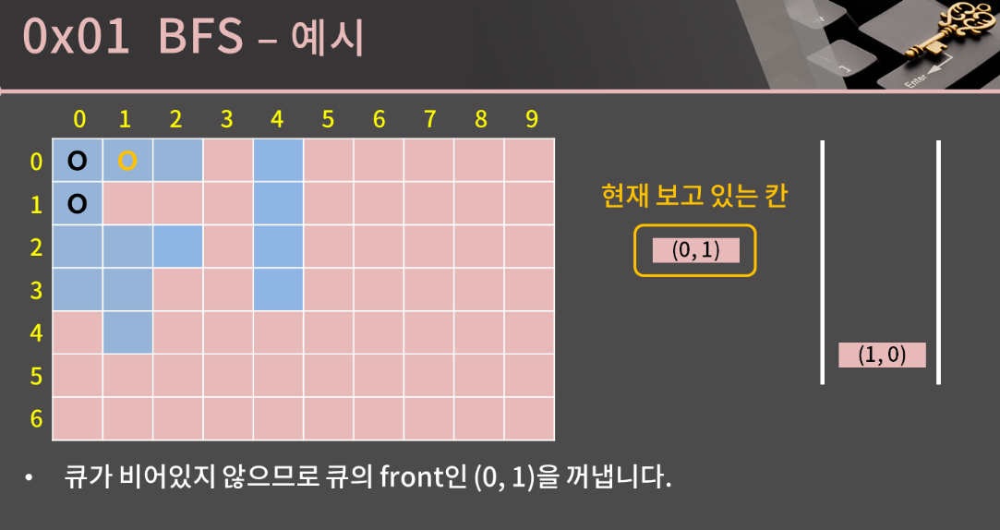 0x01 BFS – 예시
Enter
0 1 2 3 4 5 6 7 8 9
0 O O
1 O
2
3
4
5
6
현재 보고 있는 칸
(0, 1)
(1, 0)
• 큐가 비어있지 않으므로 큐의 front인 (0, 1)을 꺼냅니다.